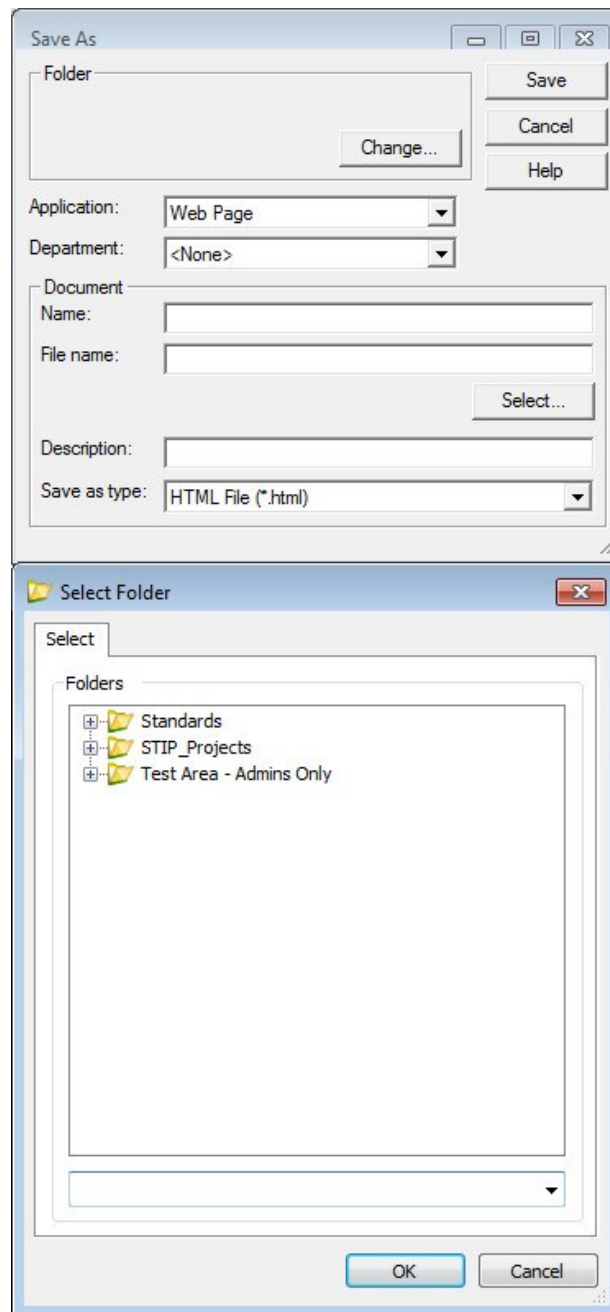 Save As
Folder
Save
Change...
Cancel
Help
Application: Web Page
Department: <None>
Document
Name:
File name:
Select...
Description:
Save as type: HTML File (*.html)
Select Folder
Select
Folders
Standards
STIP_Projects
Test Area - Admins Only
OK Cancel